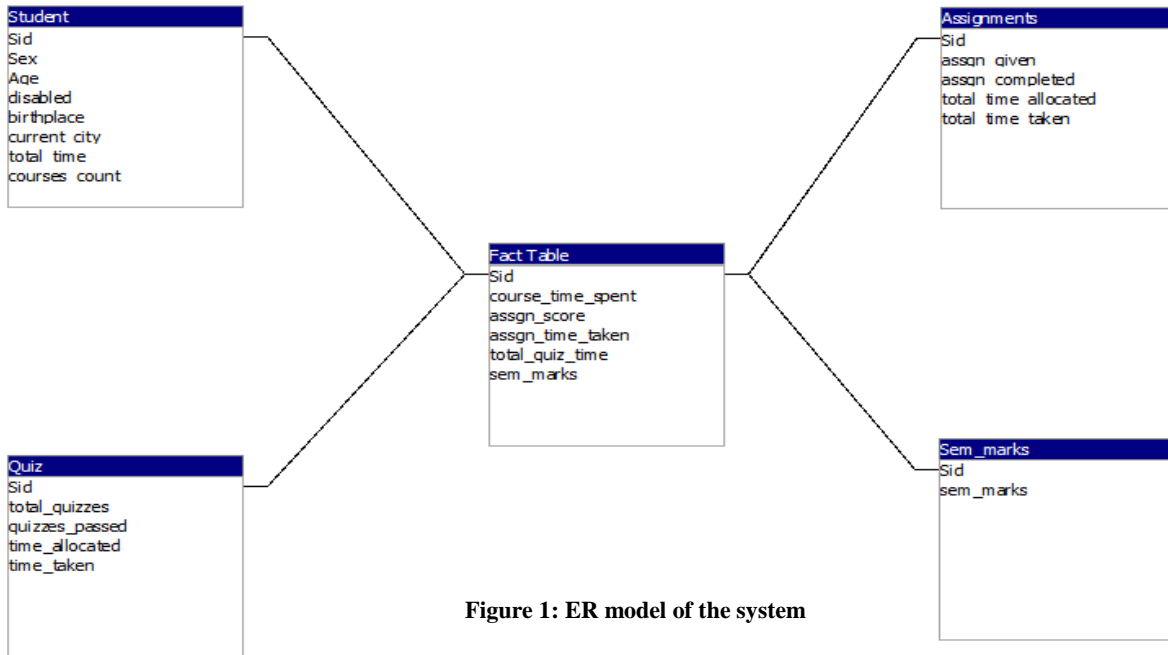 Student
Sid
Sex
Age
disabled
birthplace
current city
total time
courses count
Assignments
Sid
assgn given
assgn completed
total time allocated
total time taken
Fact Table
Sid
course_time_spent
assgn_score
assgn_time_taken
total_quiz_time
sem_marks
Quiz
Sid
total_quizzes
quizzes_passed
time_allocated
time_taken
Sem_marks
Sid
sem_marks
Figure 1: ER model of the system